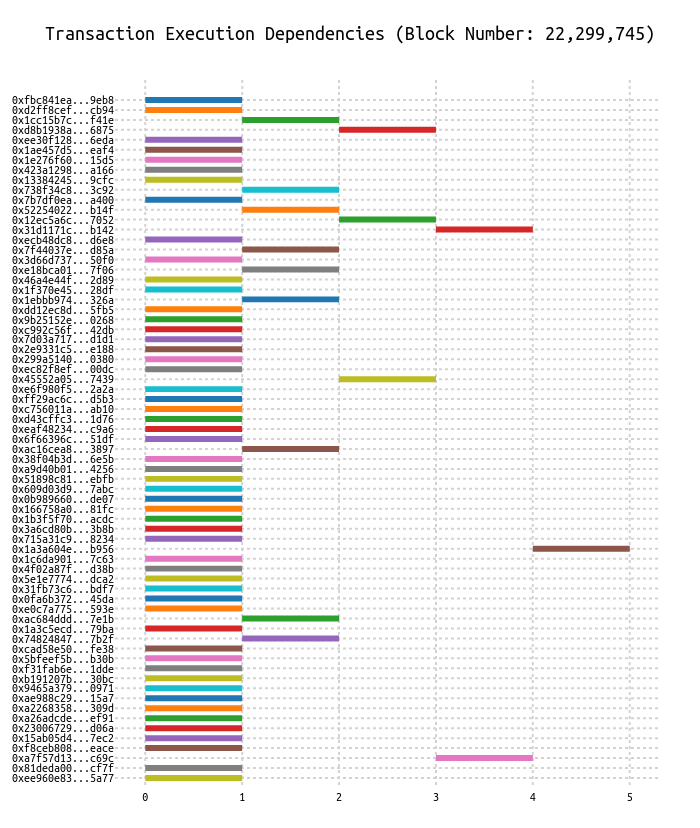 Transaction Execution Dependencies (Block Number: 22,299,745)
0xfbc841ea...9eb8
0xd2ff8cef...cb94
0x1cc15b7c...f41e
0xd8b1938a...6875
0xee30f128...6eda
0x1ae457d5...eaf4
0x1e276f60...15d5
0x423a1298...a166
0x13384245...9cfc
0x738f34c8...3c92
0x7b7df0ea...a400
0x52254022...b14f
0x12ec5a6c...7052
0x31d1171c...b142
0xecb48dc8...d6e8
0x7f44037e...d85a
0x3d66d737...50f0
0xe18bca01...7f06
0x46a4e44f...2d89
0x1f370e45...28df
0x1ebbb974...326a
0xdd12ec8d...5fb5
0x9b25152e...0268
0xc992c56f...42db
0x7d03a717...d1d1
0x2e9331c5...e188
0x299a5140...0380
0xec82f8ef...00dc
0x45552a05...7439
0xe6f980f5...2a2a
0xff29ac6c...d5b3
0xc756011a...ab10
0xd43cffc3...1d76
0xeaf48234...c9a6
0x6f66396c...51df
0xac16cea8...3897
0x38f04b3d...6e5b
0xa9d40b01...4256
0x51898c81...ebfb
0x609d03d9...7abc
0x0b989660...de07
0x166758a0...81fc
0x1b3f5f70...acdc
0x3a6cd80b...3b8b
0x715a31c9...8234
0x1a3a604e...b956
0x1c6da901...7c63
0x4f02a87f...d38b
0x5e1e7774...dca2
0x31fb73c6...bdf7
0x0fa6b372...45da
0xe0c7a775...593e
0xac684ddd...7e1b
0x1a3c5ecd...79ba
0x74824847...7b2f
0xcad58e50...fe38
0x5bfeef5b...b30b
0xf31fab6e...1dde
0xb191207b...30bc
0x9465a379...0971
0xae988c29...15a7
0xa2268358...309d
0xa26adcde...ef91
0x23006729...d06a
0x15ab05d4...7ec2
0xf8ceb808...eace
0xa7f57d13...c69c
0x81deda00...cf7f
0xee960e83...5a77
0 1 2 3 4 5